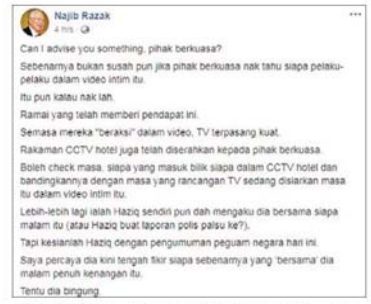 Najib Razak
4 hrs
Can I advise you something, pihak berkuasa?
Sebenarnya bukan susah pun jika pihak berkuasa nak tahu siapa pelaku-
pelaku dalam video intim itu.
Itu pun kalau nak lah.
Ramai yang telah memberi pendapat ini.
Semasa mereka "beraksi" dalam video, TV terpasang kuat.
Rakaman CCTV hotel juga telah diserahkan kepada pihak berkuasa.
Boleh check masa, siapa yang masuk bilik siapa dalam CCTV hotel dan
bandingkannya dengan masa yang rancangan TV sedang disiarkan masa
itu dalam video intim itu.
Lebih-lebih lagi ialah Haziq sendiri pun dah mengaku dia bersama siapa
malam itu (atau Haziq buat laporan polis palsu ke?).
Tapi kesianlah Haziq dengan pengumuman peguam negara hari ini.
Saya percaya dia kini tengah fikir siapa sebenarnya yang 'bersama' dia
malam penuh kenangan itu.
Tentu dia bingung.